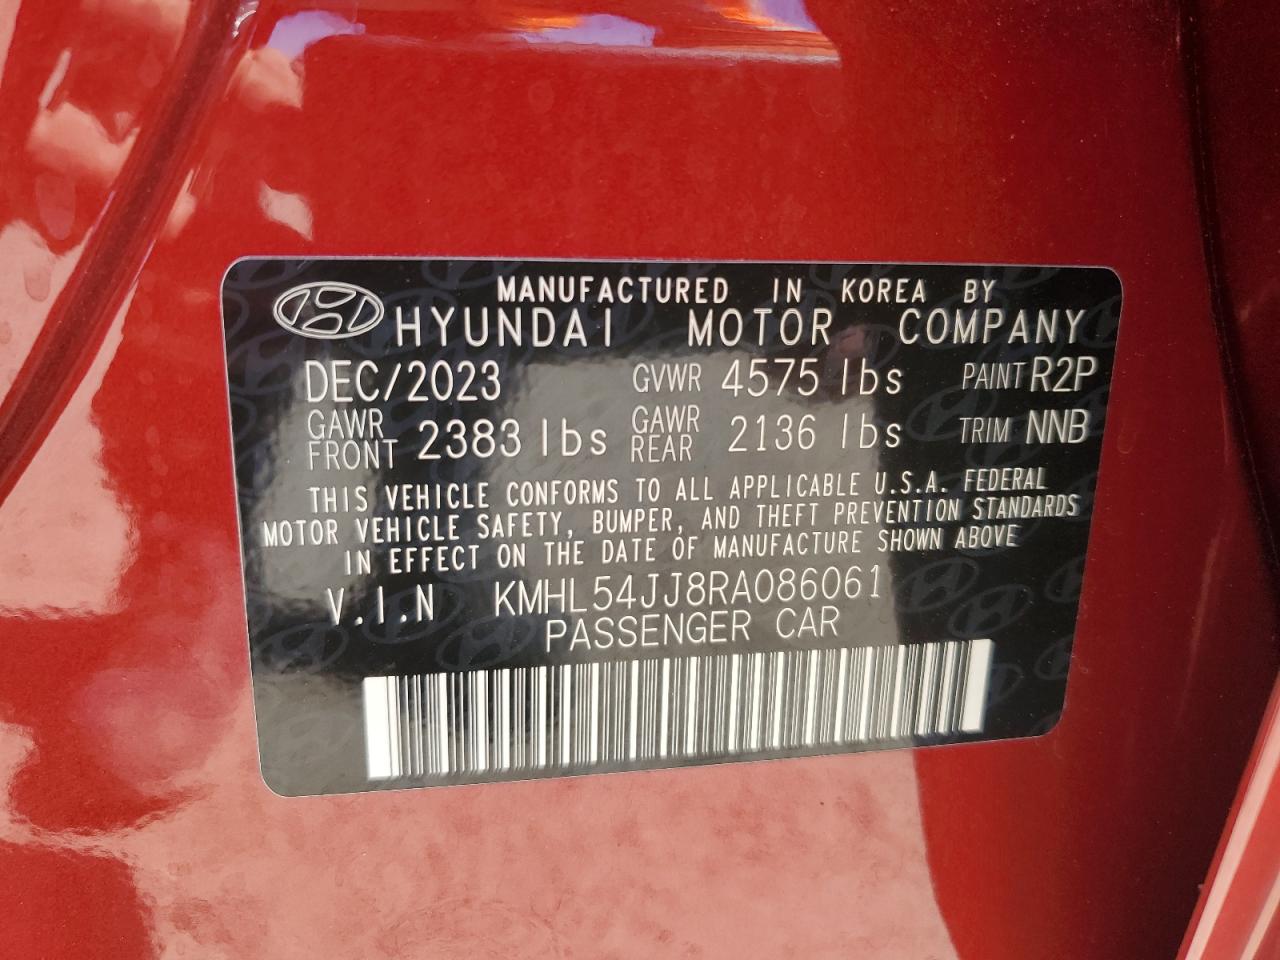 MANUFACTURED IN KOREA BY
HYUNDAI MOTOR COMPANY
DEC/2023 GVWR 4575 lbs PAINT R2P
GAWR FRONT 2383 lbs GAWR REAR 2136 lbs TRIM NNB
THIS VEHICLE CONFORMS TO ALL APPLICABLE U.S.A. FEDERAL
MOTOR VEHICLE SAFETY, BUMPER, AND THEFT PREVENTION STANDARDS
IN EFFECT ON THE DATE OF MANUFACTURE SHOWN ABOVE
V.I.N KMHL54JJ8RA086061
PASSENGER CAR